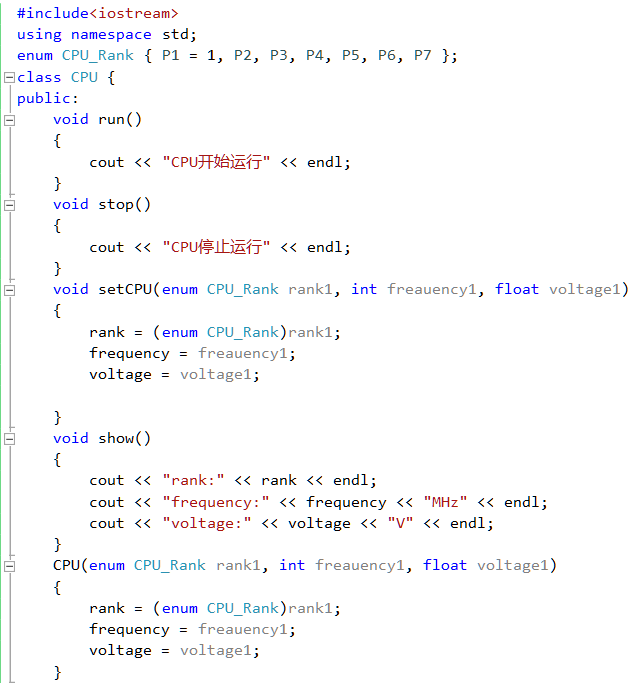 #include<iostream>
using namespace std;
enum CPU_Rank { P1 = 1, P2, P3, P4, P5, P6, P7 };
class CPU {
public:
    void run()
    {
        cout << "CPU开始运行" << endl;
    }
    void stop()
    {
        cout << "CPU停止运行" << endl;
    }
    void setCPU(enum CPU_Rank rank1, int freauency1, float voltage1)
    {
        rank = (enum CPU_Rank)rank1;
        frequency = freauency1;
        voltage = voltage1;

    }
    void show()
    {
        cout << "rank:" << rank << endl;
        cout << "frequency:" << frequency << "MHz" << endl;
        cout << "voltage:" << voltage << "V" << endl;
    }
    CPU(enum CPU_Rank rank1, int freauency1, float voltage1)
    {
        rank = (enum CPU_Rank)rank1;
        frequency = freauency1;
        voltage = voltage1;
    }